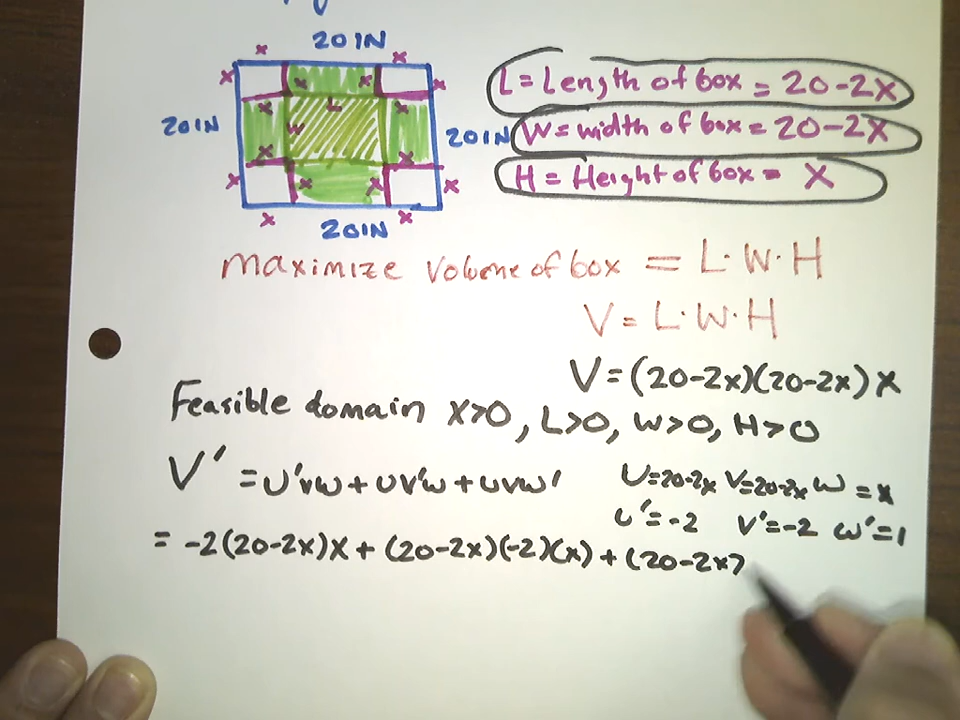 20IN
x x
x x
x x
L = Length of box = 20-2x
x L x
20IN
W
20IN
W = width of box = 20-2x
x x
x x x x
H = Height of box = x
x x
20IN
Maximize volume of box = L·W·H
V = L·W·H
V = (20-2x)(20-2x)x
Feasible domain x>0, L>0, W>0, H>0
V' = u'vw + uv'w + uvw'
U=20-2x V=20-2x W=x
u'=-2 v'=-2 w'=1
= -2(20-2x)x + (20-2x)(-2)(x) + (20-2x)